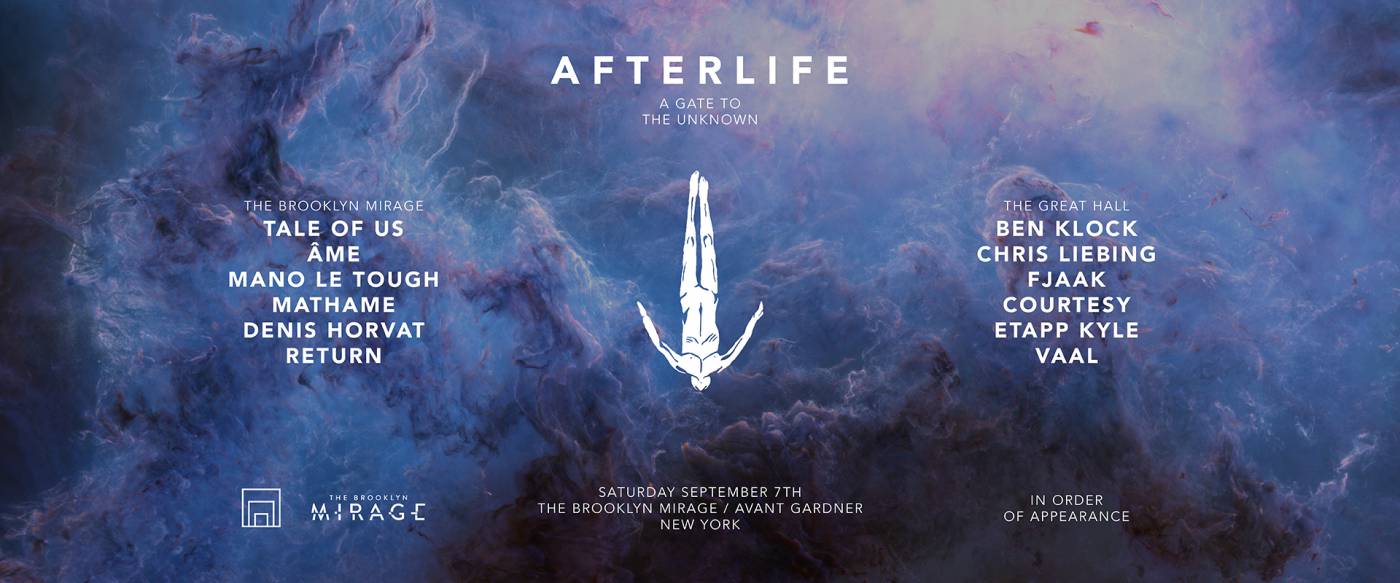 AFTERLIFE
A GATE TO
THE UNKNOWN
THE BROOKLYN MIRAGE
TALE OF US
ÂME
MANO LE TOUGH
MATHAME
DENIS HORVAT
RETURN
THE GREAT HALL
BEN KLOCK
CHRIS LIEBING
FJAAK
COURTESY
ETAPP KYLE
VAAL
THE BROOKLYN
MIRAGE
SATURDAY SEPTEMBER 7TH
THE BROOKLYN MIRAGE / AVANT GARDNER
NEW YORK
IN ORDER
OF APPEARANCE